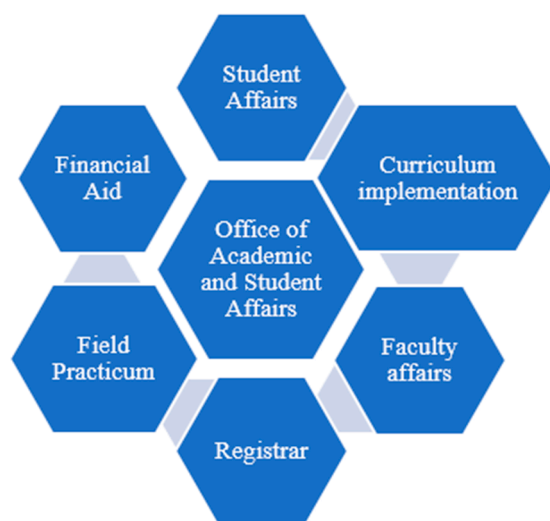 Student
Affairs
Curriculum
implementation
Financial
Aid
Office of
Academic
and Student
Affairs
Faculty
affairs
Field
Practicum
Registrar